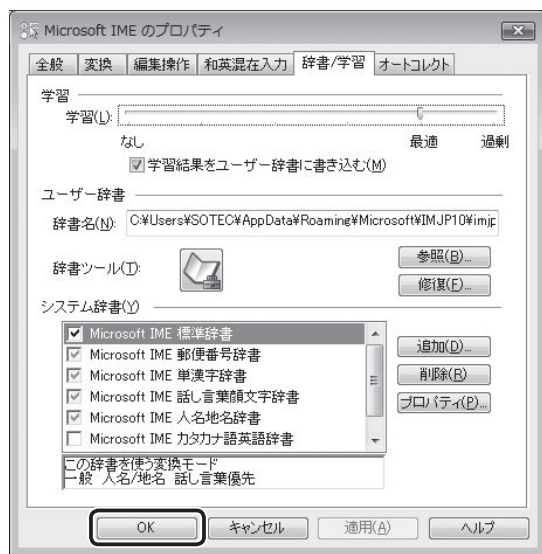 Microsoft IME のプロパティ
全般 変換 編集操作 和英混在入力 辞書/学習 オートコレクト
学習
学習(L):
なし 最適 過剰
学習結果をユーザー辞書に書き込む(M)
ユーザー辞書
辞書名(N): C:¥Users¥SOTEC¥AppData¥Roaming¥Microsoft¥IMJP10¥imjp
参照(B)...
辞書ツール(T):
修復(F)...
システム辞書(Y)
Microsoft IME 標準辞書
追加(D)...
Microsoft IME 郵便番号辞書
Microsoft IME 単漢字辞書
削除(R)
Microsoft IME 話し言葉顔文字辞書
プロパティ(P)...
Microsoft IME 人名地名辞書
Microsoft IME カタカナ語英語辞書
この辞書を使う変換モード
一般 人名/地名 話し言葉優先
OK キャンセル 適用(A) ヘルプ